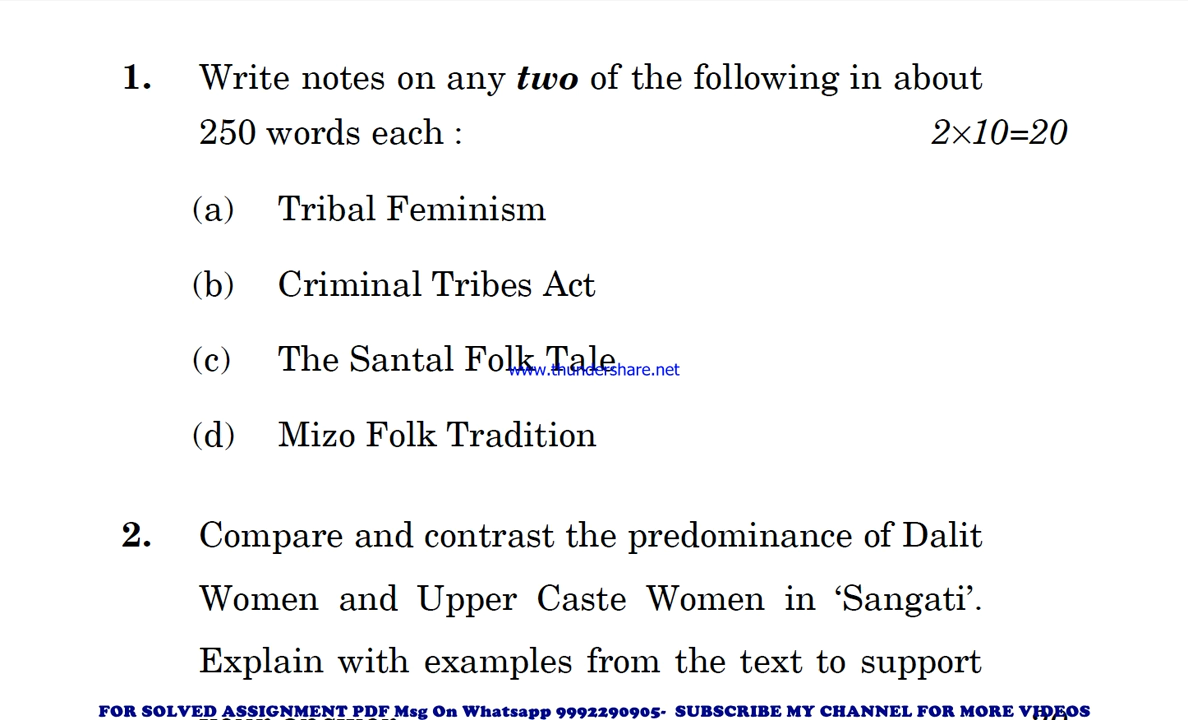 1. Write notes on any two of the following in about
250 words each : 2×10=20
(a) Tribal Feminism
(b) Criminal Tribes Act
(c) The Santal Folk Tale
www.thundershare.net
(d) Mizo Folk Tradition
2. Compare and contrast the predominance of Dalit
Women and Upper Caste Women in ‘Sangati’.
Explain with examples from the text to support
FOR SOLVED ASSIGNMENT PDF Msg On Whatsapp 9992290905- SUBSCRIBE MY CHANNEL FOR MORE VIDEOS